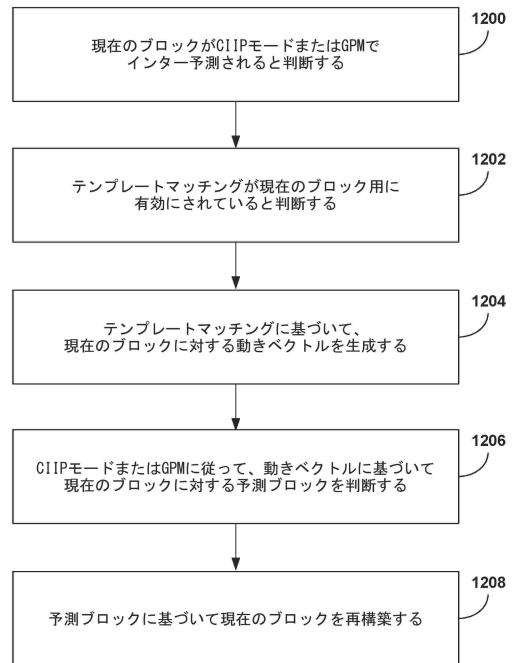 1200
現在のブロックがCIIPモードまたはGPMで
インター予測されると判断する
1202
テンプレートマッチングが現在のブロック用に
有効にされていると判断する
1204
テンプレートマッチングに基づいて、
現在のブロックに対する動きベクトルを生成する
1206
CIIPモードまたはGPMに従って、動きベクトルに基づいて
現在のブロックに対する予測ブロックを判断する
1208
予測ブロックに基づいて現在のブロックを再構築する